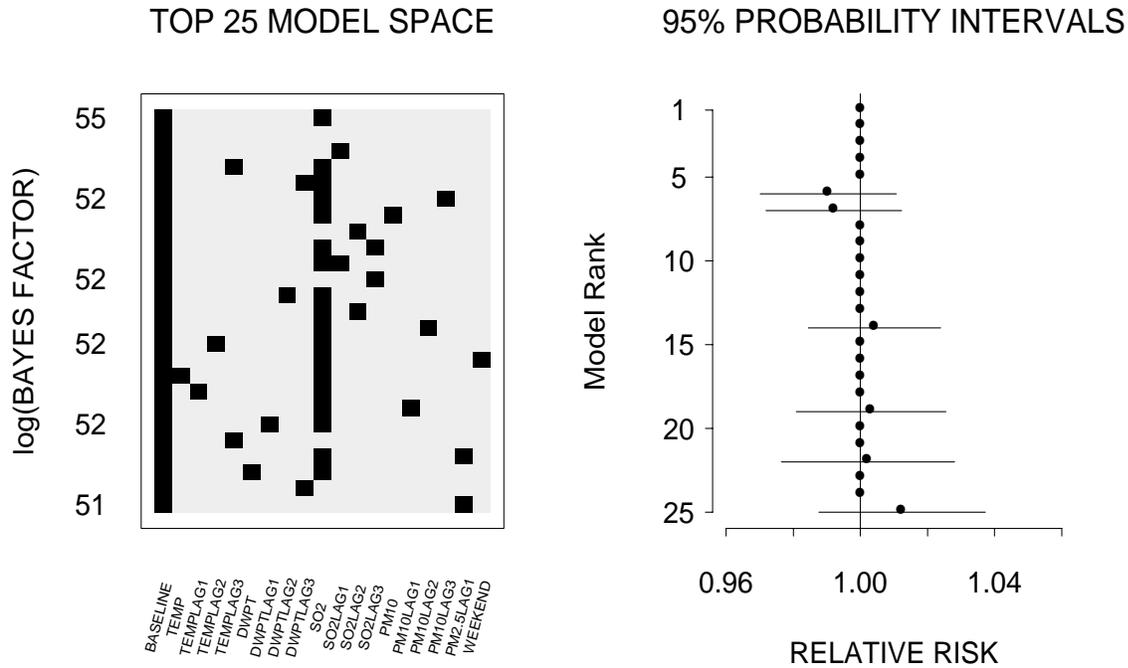 TOP 25 MODEL SPACE
log(BAYES FACTOR)
55
52
52
52
52
51
BASELINE
TEMP
TEMPLAG1
TEMPLAG2
TEMPLAG3
DWPT
DWPTLAG1
DWPTLAG2
DWPTLAG3
SO2
SO2LAG1
SO2LAG2
SO2LAG3
PM10
PM10LAG1
PM10LAG2
PM10LAG3
PM2.5LAG1
WEEKEND
95% PROBABILITY INTERVALS
Model Rank
1
5
10
15
20
25
0.96 1.00 1.04
RELATIVE RISK